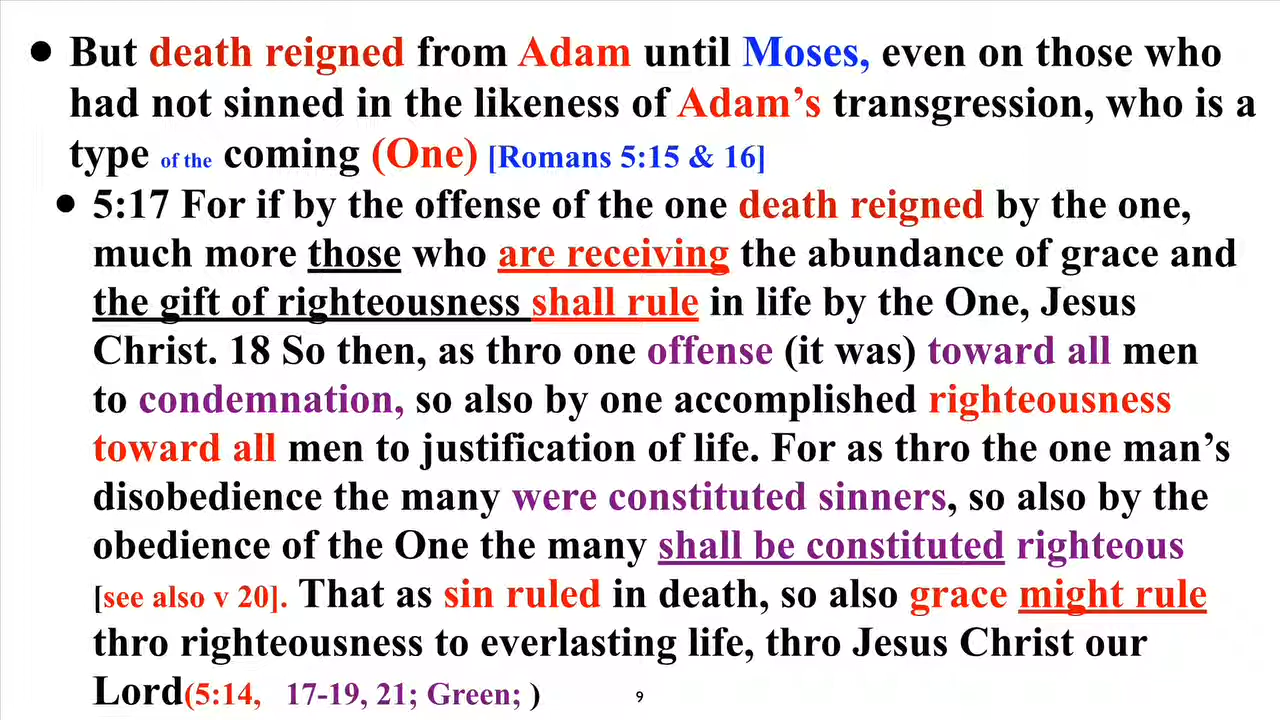 • But death reigned from Adam until Moses, even on those who
had not sinned in the likeness of Adam’s transgression, who is a
type of the coming (One) [Romans 5:15 & 16]
• 5:17 For if by the offense of the one death reigned by the one,
much more those who are receiving the abundance of grace and
the gift of righteousness shall rule in life by the One, Jesus
Christ. 18 So then, as thro one offense (it was) toward all men
to condemnation, so also by one accomplished righteousness
toward all men to justification of life. For as thro the one man’s
disobedience the many were constituted sinners, so also by the
obedience of the One the many shall be constituted righteous
[see also v 20]. That as sin ruled in death, so also grace might rule
thro righteousness to everlasting life, thro Jesus Christ our
Lord(5:14, 17-19, 21; Green; )
9